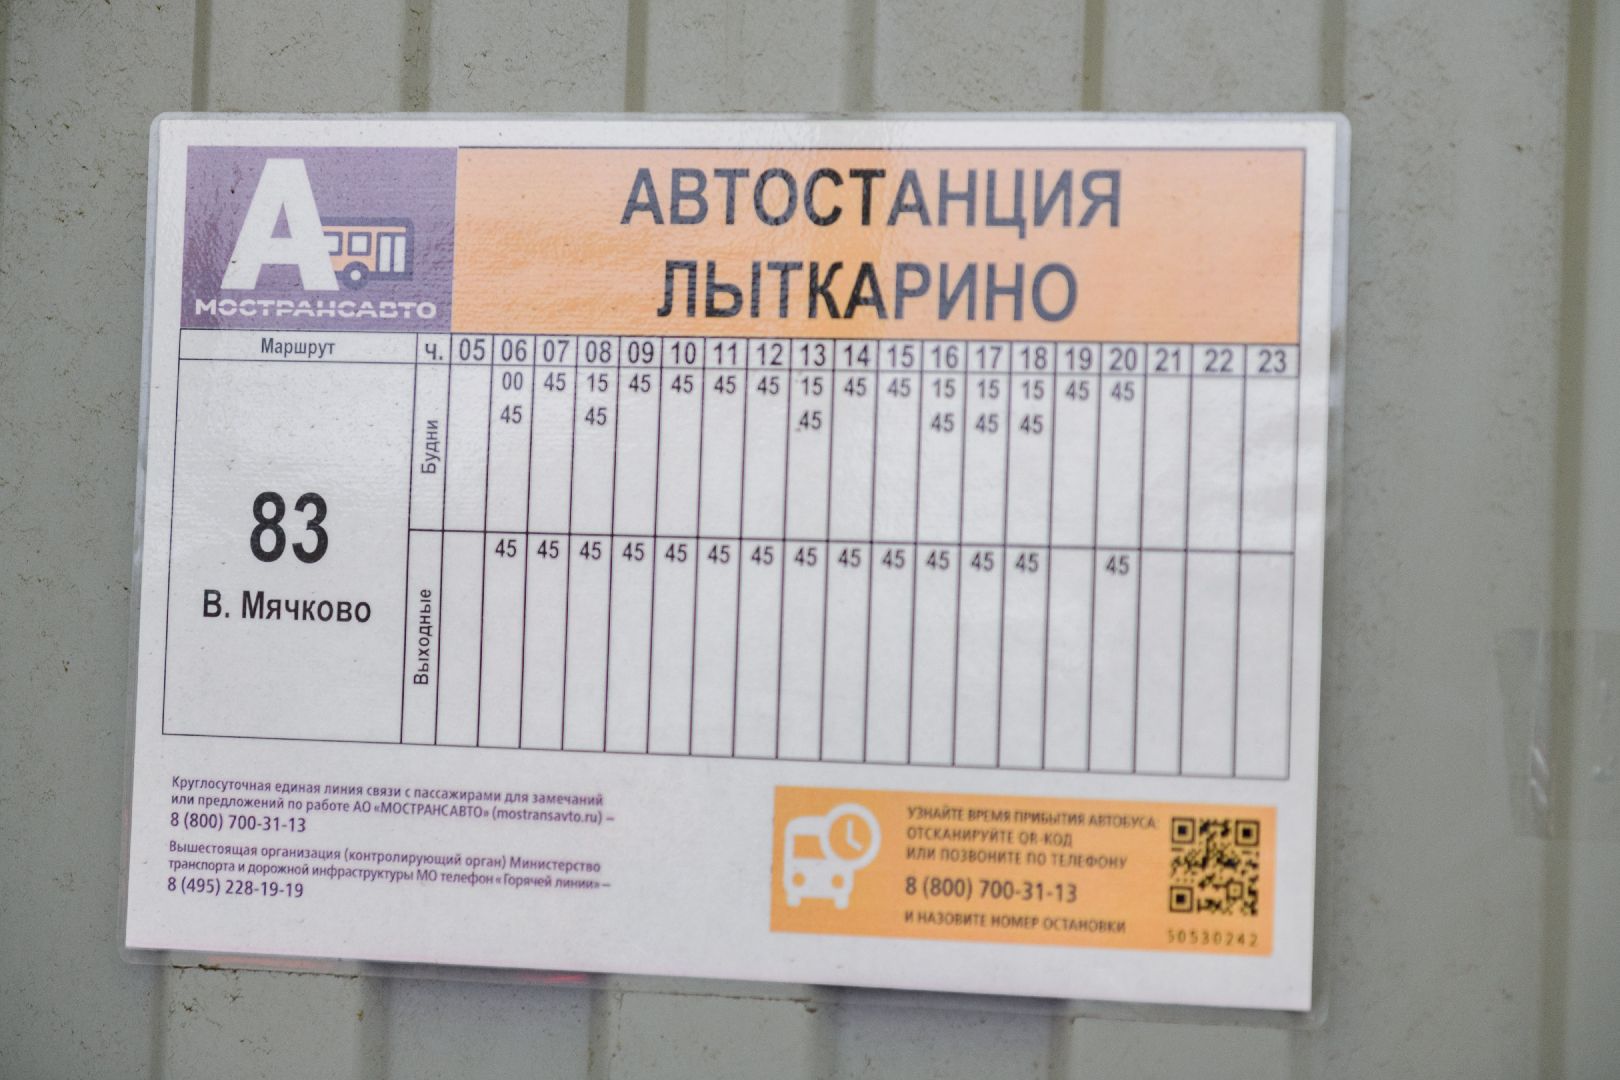 МОСТРАНСАВТО
АВТОСТАНЦИЯ
ЛЫТКАРИНО
Маршрут ч. 05 06 07 08 09 10 11 12 13 14 15 16 17 18 19 20 21 22 23
83
В. Мячково
Будни
00 45 15 45 45 45 45 15 45 45 15 15 15 45 45
45 45 45 45 45 45
Выходные
45 45 45 45 45 45 45 45 45 45 45 45 45 45
Круглосуточная единая линия связи с пассажирами для замечаний
или предложений по работе АО «МОСТРАНСАВТО» (mostransavto.ru) –
8 (800) 700-31-13
Вышестоящая организация (контролирующий орган) Министерство
транспорта и дорожной инфраструктуры МО телефон «Горячей линии» –
8 (495) 228-19-19
УЗНАЙТЕ ВРЕМЯ ПРИБЫТИЯ АВТОБУСА:
ОТСКАНИРУЙТЕ QR-КОД
ИЛИ ПОЗВОНИТЕ ПО ТЕЛЕФОНУ
8 (800) 700-31-13
И НАЗОВИТЕ НОМЕР ОСТАНОВКИ
50530242